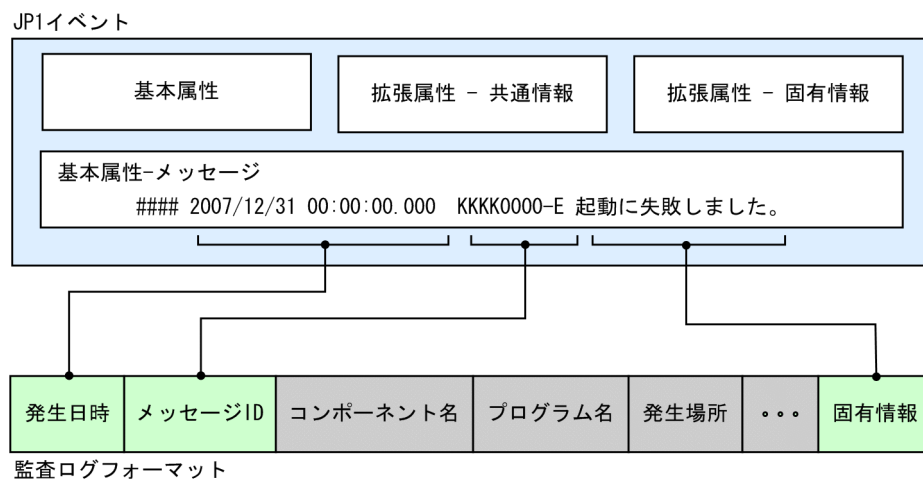 JP1イベント
基本属性
拡張属性 － 共通情報
拡張属性 － 固有情報
基本属性-メッセージ
#### 2007/12/31 00:00:00.000 KKKK0000-E 起動に失敗しました。
発生日時
メッセージID
コンポーネント名
プログラム名
発生場所
・・・
固有情報
監査ログフォーマット